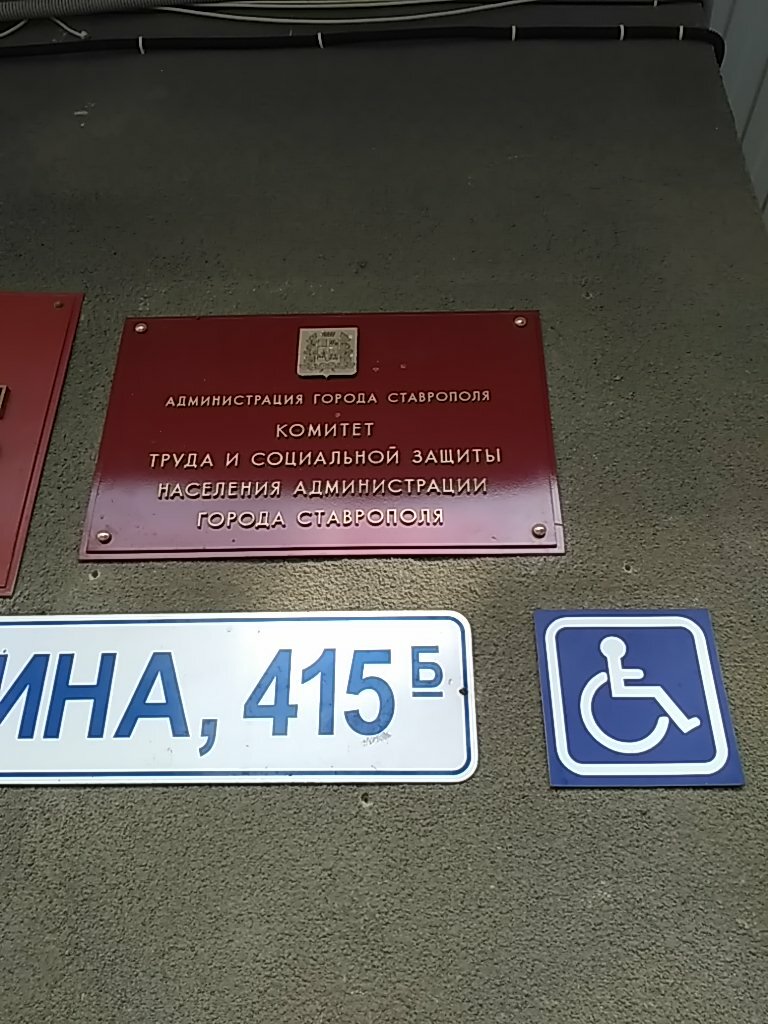 АДМИНИСТРАЦИЯ ГОРОДА СТАВРОПОЛЯ
КОМИТЕТ
ТРУДА И СОЦИАЛЬНОЙ ЗАЩИТЫ
НАСЕЛЕНИЯ АДМИНИСТРАЦИИ
ГОРОДА СТАВРОПОЛЯ
ИНА, 415Б